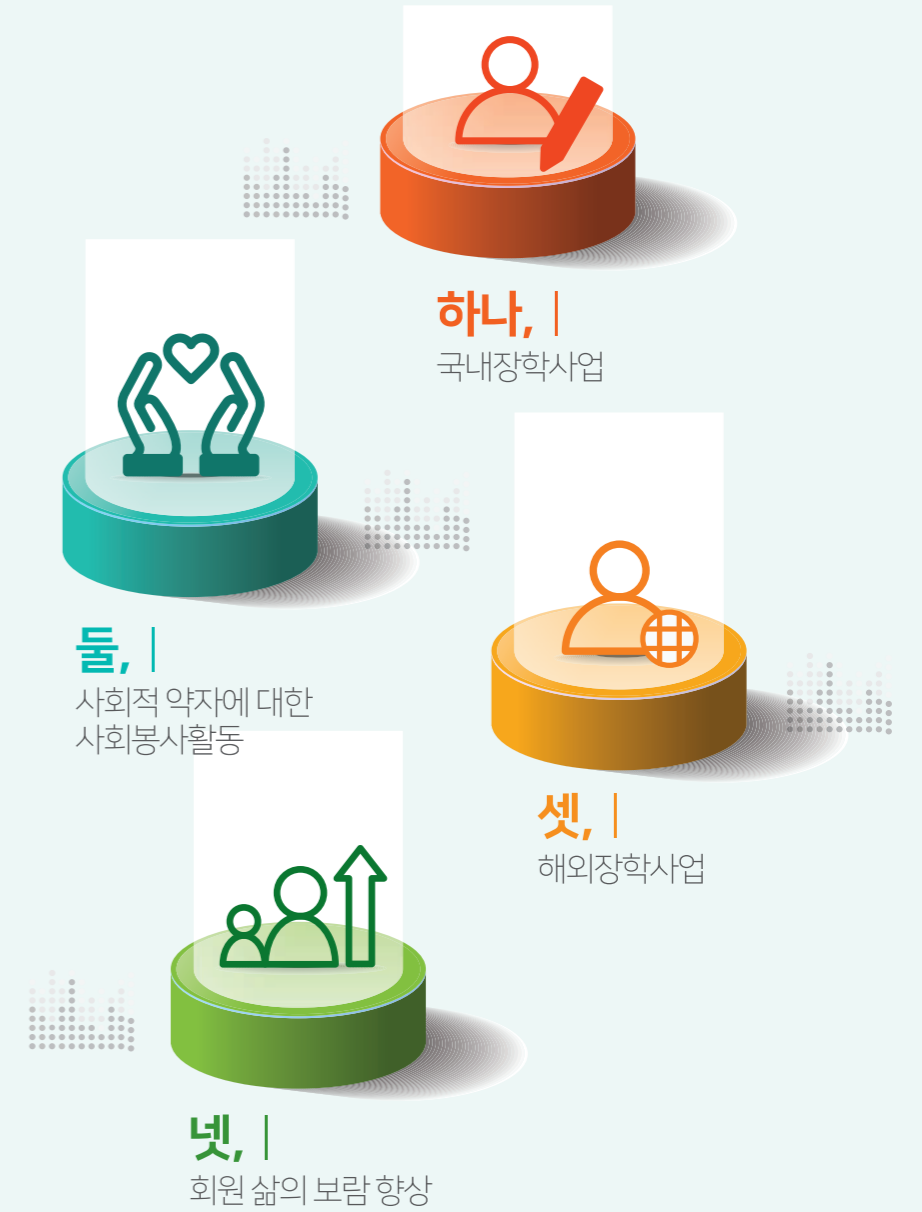 하나, |
국내장학사업
둘, |
사회적 약자에 대한
사회봉사활동
셋, |
해외장학사업
넷, |
회원 삶의 보람 향상